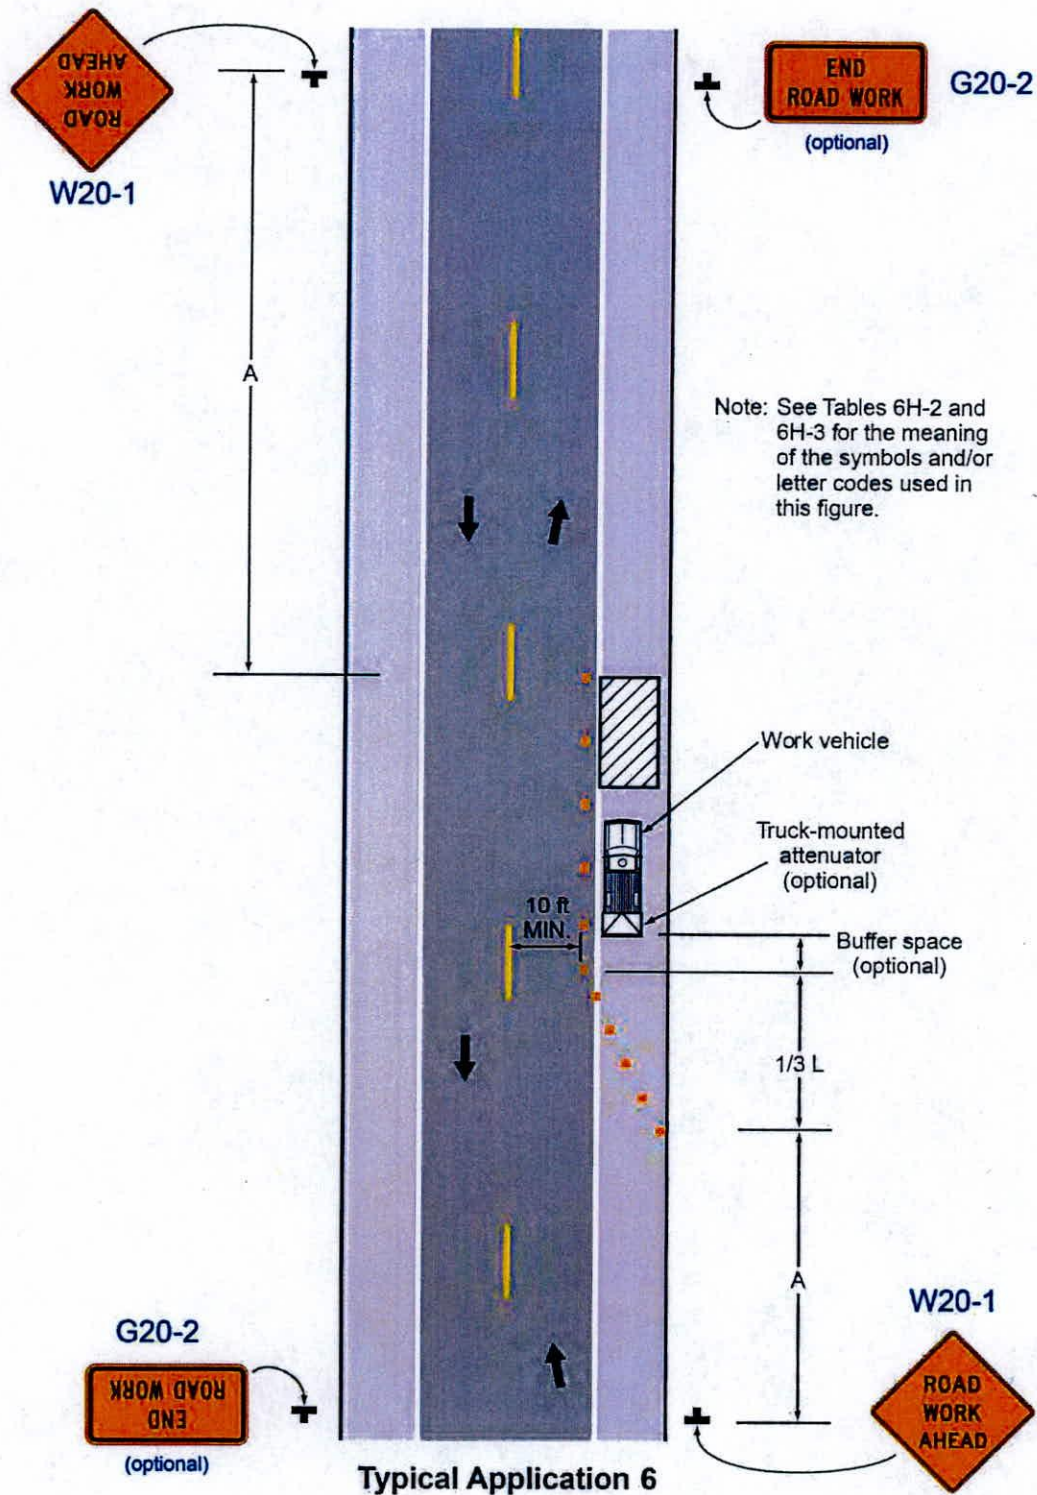 ROAD
WORK
AHEAD
W20-1
END
ROAD WORK
(optional)
G20-2
A
Note: See Tables 6H-2 and
6H-3 for the meaning
of the symbols and/or
letter codes used in
this figure.
Work vehicle
Truck-mounted
attenuator
(optional)
10 ft
MIN.
Buffer space
(optional)
1/3 L
A
G20-2
END
ROAD WORK
(optional)
W20-1
ROAD
WORK
AHEAD
Typical Application 6